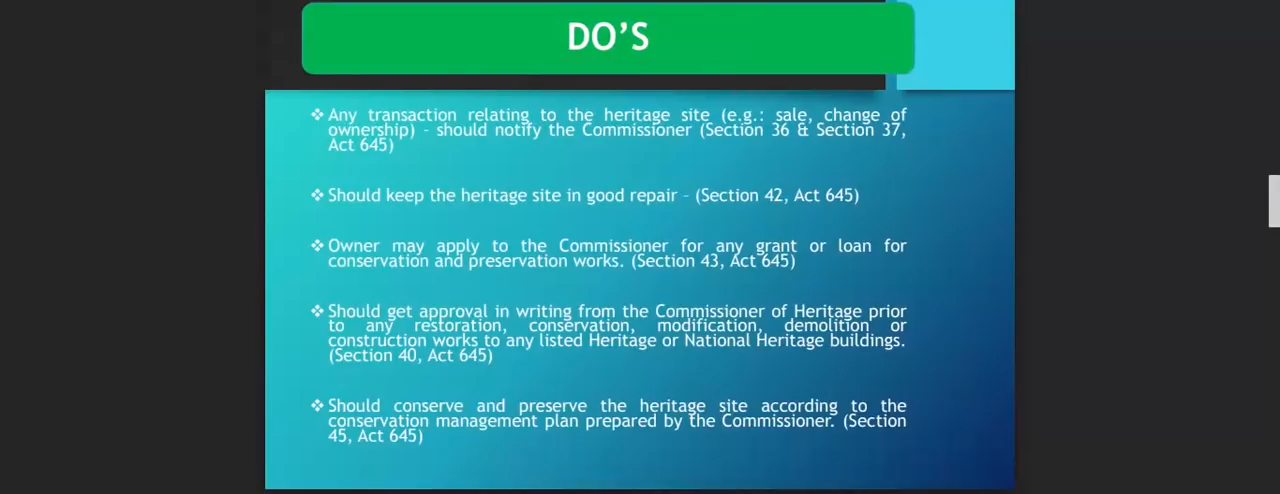 DO’S
❖Any transaction relating to the heritage site (e.g.: sale, change of
ownership) – should notify the Commissioner (Section 36 & Section 37,
Act 645)
❖Should keep the heritage site in good repair – (Section 42, Act 645)
❖Owner may apply to the Commissioner for any grant or loan for
conservation and preservation works. (Section 43, Act 645)
❖Should get approval in writing from the Commissioner of Heritage prior
to any restoration, conservation, modification, demolition or
construction works to any listed Heritage or National Heritage buildings.
(Section 40, Act 645)
❖Should conserve and preserve the heritage site according to the
conservation management plan prepared by the Commissioner. (Section
45, Act 645)